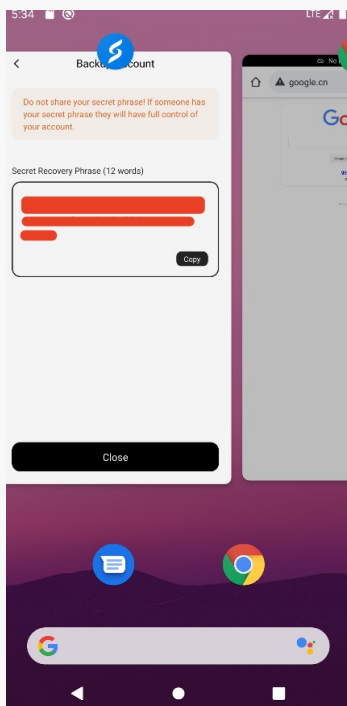 5:34
LTE
Backup Account
Do not share your secret phrase! If someone has
your secret phrase they will have full control of
your account.
Secret Recovery Phrase (12 words)
Copy
Close
google.cn